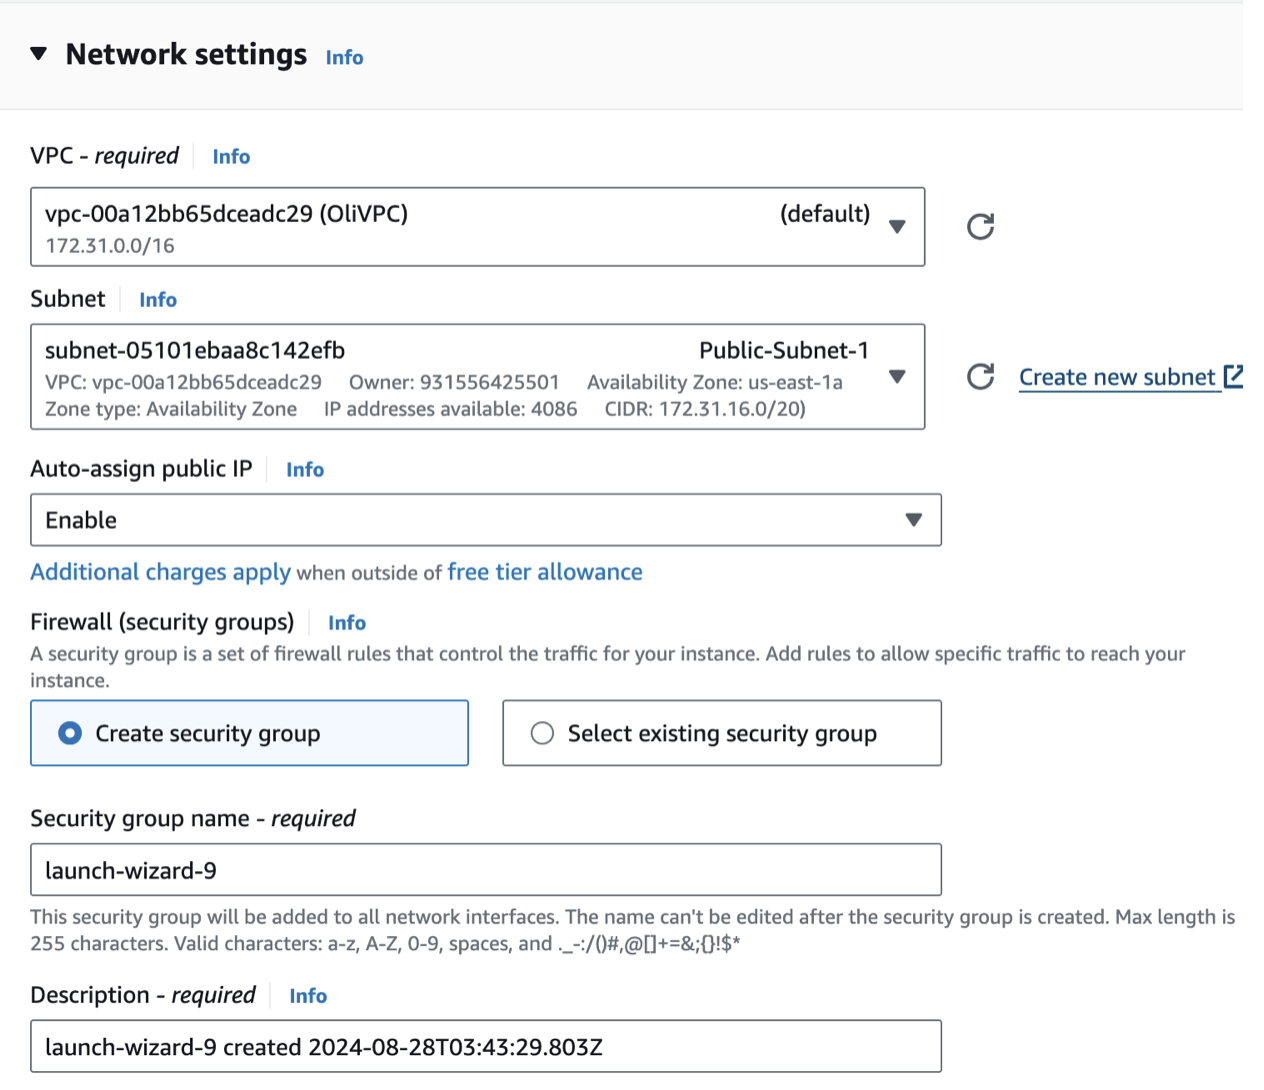 Network settings Info
VPC - required Info
vpc-00a12bb65dceadc29 (OliVPC) (default)
172.31.0.0/16
Subnet Info
subnet-05101ebaa8c142efb Public-Subnet-1
VPC: vpc-00a12bb65dceadc29 Owner: 931556425501 Availability Zone: us-east-1a
Zone type: Availability Zone IP addresses available: 4086 CIDR: 172.31.16.0/20)
Create new subnet
Auto-assign public IP Info
Enable
Additional charges apply when outside of free tier allowance
Firewall (security groups) Info
A security group is a set of firewall rules that control the traffic for your instance. Add rules to allow specific traffic to reach your
instance.
Create security group
Select existing security group
Security group name - required
launch-wizard-9
This security group will be added to all network interfaces. The name can't be edited after the security group is created. Max length is
255 characters. Valid characters: a-z, A-Z, 0-9, spaces, and ._-:/()#,@[]+=&;{}!$*
Description - required Info
launch-wizard-9 created 2024-08-28T03:43:29.803Z